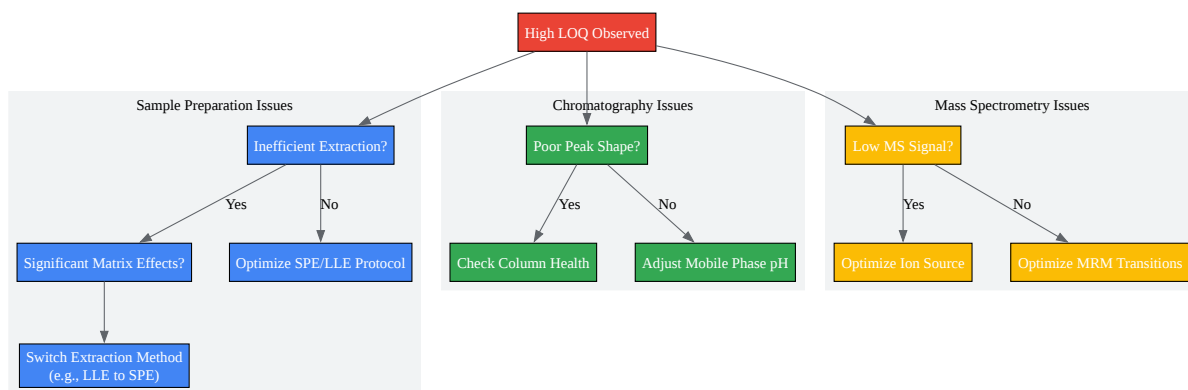 High LOQ Observed
Sample Preparation Issues
Chromatography Issues
Mass Spectrometry Issues
Inefficient Extraction?
Poor Peak Shape?
Low MS Signal?
Yes
No
Yes
No
Yes
No
Significant Matrix Effects?
Optimize SPE/LLE Protocol
Check Column Health
Adjust Mobile Phase pH
Optimize Ion Source
Optimize MRM Transitions
Switch Extraction Method
(e.g., LLE to SPE)